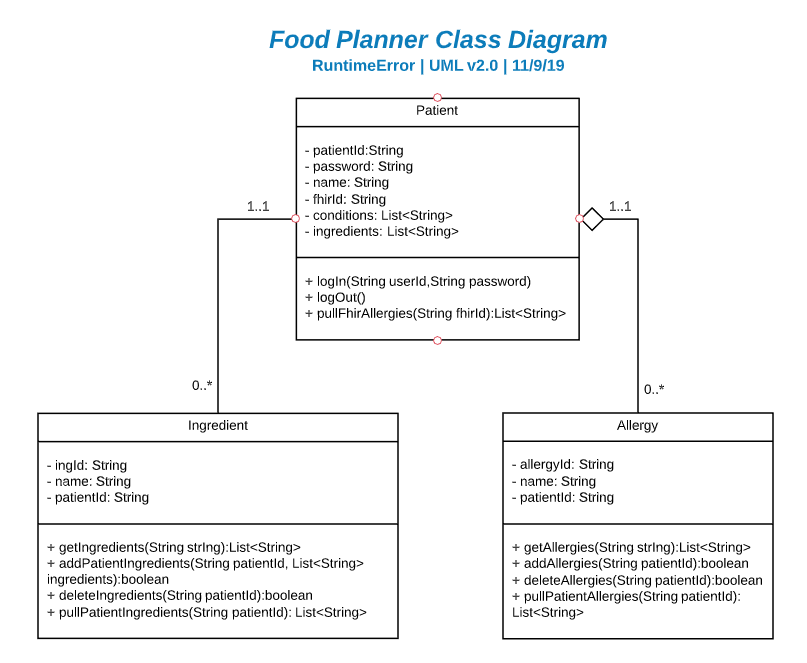 Food Planner Class Diagram
RuntimeError | UML v2.0 | 11/9/19
Patient
- patientId:String
- password: String
- name: String
- fhirId: String
- conditions: List<String>
- ingredients: List<String>
+ logIn(String userId,String password)
+ logOut()
+ pullFhirAllergies(String fhirId):List<String>
1..1
1..1
0..*
0..*
Ingredient
- ingId: String
- name: String
- patientId: String
+ getIngredients(String strIng):List<String>
+ addPatientIngredients(String patientId, List<String>
ingredients):boolean
+ deleteIngredients(String patientId):boolean
+ pullPatientIngredients(String patientId): List<String>
Allergy
- allergyId: String
- name: String
- patientId: String
+ getAllergies(String strIng):List<String>
+ addAllergies(String patientId):boolean
+ deleteAllergies(String patientId):boolean
+ pullPatientAllergies(String patientId):
List<String>